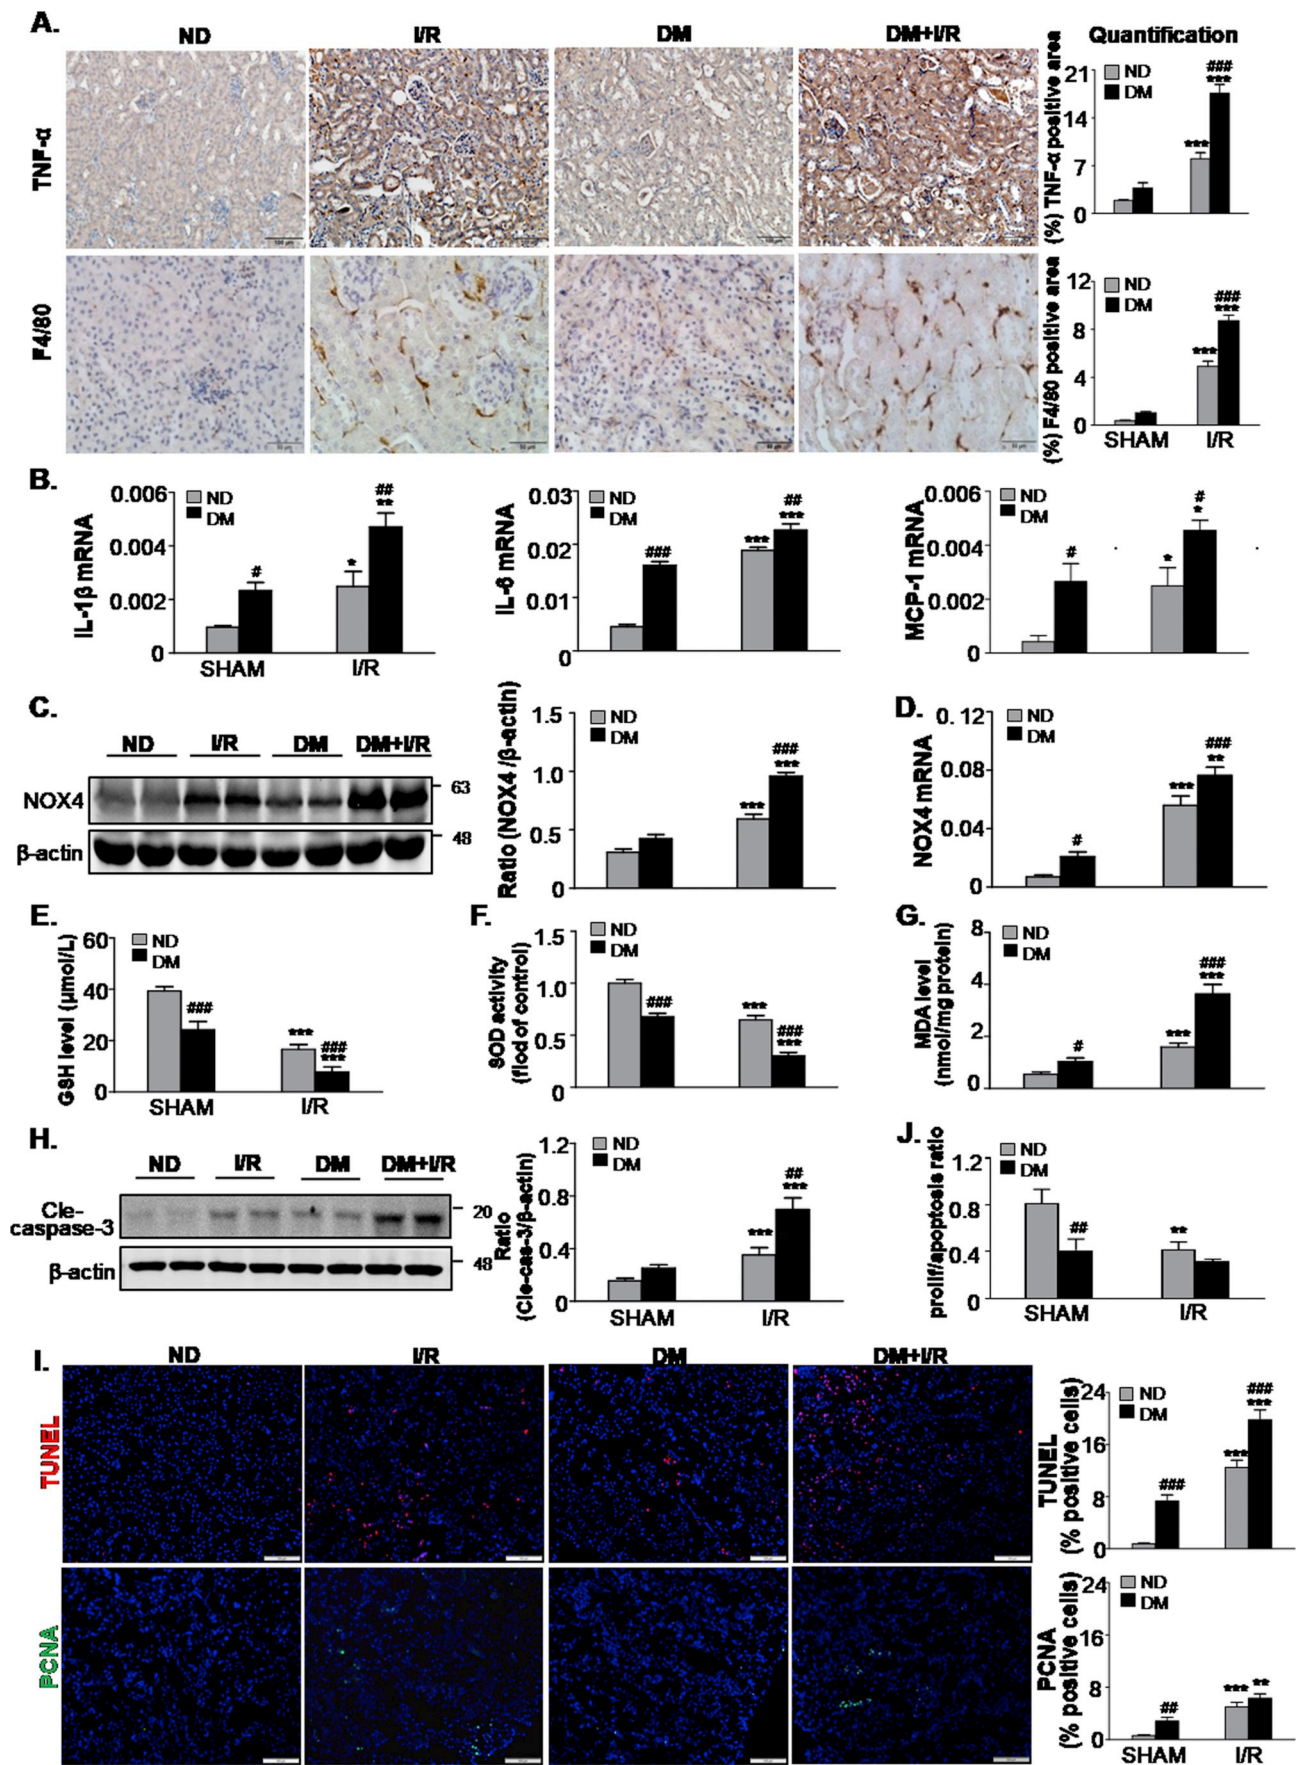 A.
ND I/R DM DM+I/R Quantification
TNF-α
(%) TNF-α positive area
21
14
7
0
ND
DM
***
###
***
100 μm
F4/80
(%) F4/80 positive area
12
8
4
0
ND
DM
***
###
***
SHAM I/R
50 μm
B.
IL-1β mRNA
0.006
0.004
0.002
0
ND
DM
#
*
##
**
SHAM I/R
IL-6 mRNA
0.03
0.02
0.01
0
ND
DM
###
***
##
***
MCP-1 mRNA
0.006
0.004
0.002
0
ND
DM
#
*
#
*
C.
ND I/R DM DM+I/R
NOX4
63
β-actin
48
Ratio (NOX4 /β-actin)
1.5
1.0
0.5
0
ND
DM
***
###
***
D.
NOX4 mRNA
0.12
0.08
0.04
0
ND
DM
#
***
###
**
E.
GSH level (μmol/L)
60
40
20
0
ND
DM
###
***
###
***
SHAM I/R
F.
SOD activity
(flod of control)
1.5
1.0
0.5
0
ND
DM
###
***
###
***
G.
MDA level
(nmol/mg protein)
8
4
2
0
ND
DM
#
***
###
***
H.
ND I/R DM DM+I/R
Cle-
caspase-3
20
β-actin
48
Ratio
(Cle-cas-3/β-actin)
1.2
0.8
0.4
0
ND
DM
***
##
***
SHAM I/R
J.
prolif/apoptosis ratio
1.2
0.8
0.4
0
ND
DM
##
**
SHAM I/R
I.
ND I/R DM DM+I/R
TUNEL
TUNEL
(% positive cells)
24
16
8
0
ND
DM
###
***
###
***
PCNA
PCNA
(% positive cells)
24
16
8
0
ND
DM
##
***
**
SHAM I/R